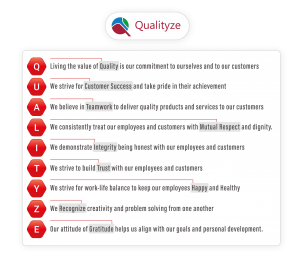 Qualityze
Q Living the value of Quality is our commitment to ourselves and to our customers
U We strive for Customer Success and take pride in their achievement
A We believe in Teamwork to deliver quality products and services to our customers
L We consistently treat our employees and customers with Mutual Respect and dignity.
I We demonstrate Integrity being honest with our employees and customers
T We strive to build Trust with our employees and customers
Y We strive for work-life balance to keep our employees Happy and Healthy
Z We Recognize creativity and problem solving from one another
E Our attitude of Gratitude helps us align with our goals and personal development.